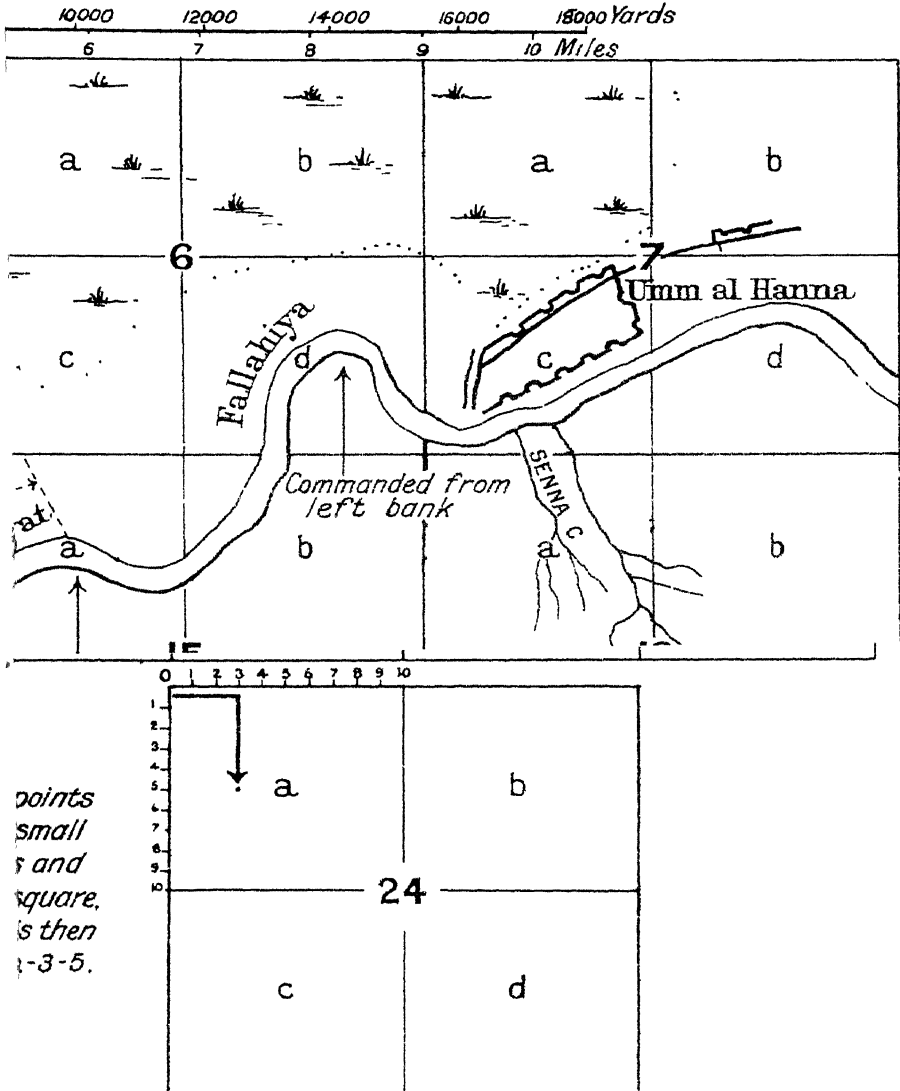 10000 12000 14000 16000 18000 Yards
6 7 8 9 10 Miles
a b a b
6 7
Umm al Hanna
Fallahiya
c d c d
Commanded from
left bank
SENNA C
at
a b a b
0 1 2 3 4 5 6 7 8 9 10
1
2
3
4
5
6
7
8
9
10
a b
24
c d
points
small
s and
square.
is then
-3-5.